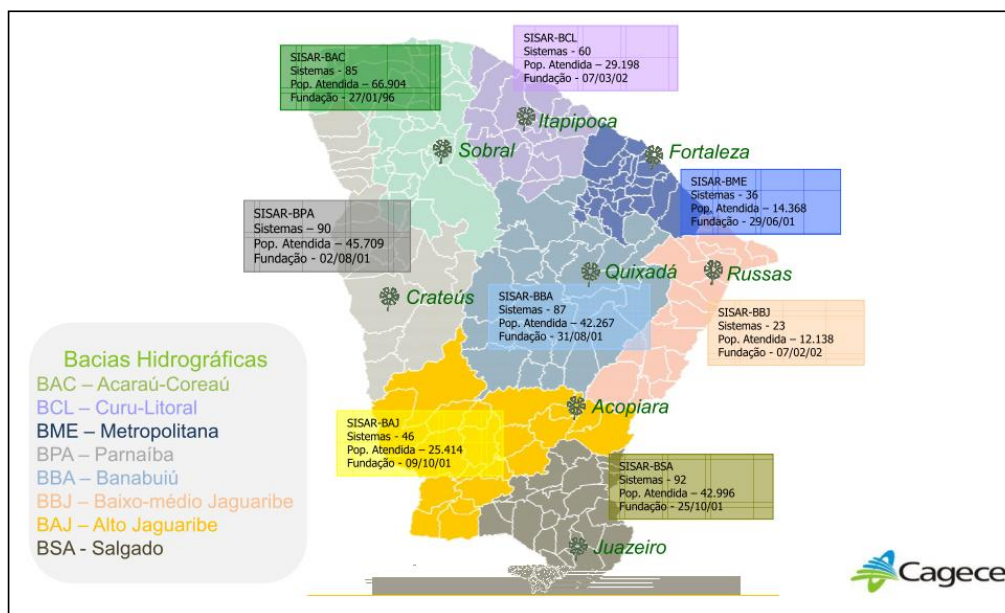 SISAR-BAC
Sistemas - 85
Pop. Atendida – 66.904
Fundação - 27/01/96
SISAR-BCL
Sistemas - 60
Pop. Atendida – 29.198
Fundação - 07/03/02
Itapipoca
Sobral
Fortaleza
SISAR-BME
Sistemas - 36
Pop. Atendida – 14.368
Fundação - 29/06/01
SISAR-BPA
Sistemas - 90
Pop. Atendida – 45.709
Fundação - 02/08/01
Quixadá
Russas
Crateús
SISAR-BBA
Sistemas - 87
Pop. Atendida – 42.267
Fundação - 31/08/01
SISAR-BBJ
Sistemas - 23
Pop. Atendida – 12.138
Fundação - 07/02/02
Bacias Hidrográficas
BAC – Acaraú-Coreaú
BCL – Curu-Litoral
BME – Metropolitana
BPA – Parnaíba
BBA – Banabuiú
BBJ – Baixo-médio Jaguaribe
BAJ – Alto Jaguaribe
BSA - Salgado
Acopiara
SISAR-BAJ
Sistemas - 46
Pop. Atendida – 25.414
Fundação - 09/10/01
SISAR-BSA
Sistemas - 92
Pop. Atendida – 42.996
Fundação - 25/10/01
Juazeiro
Cagece